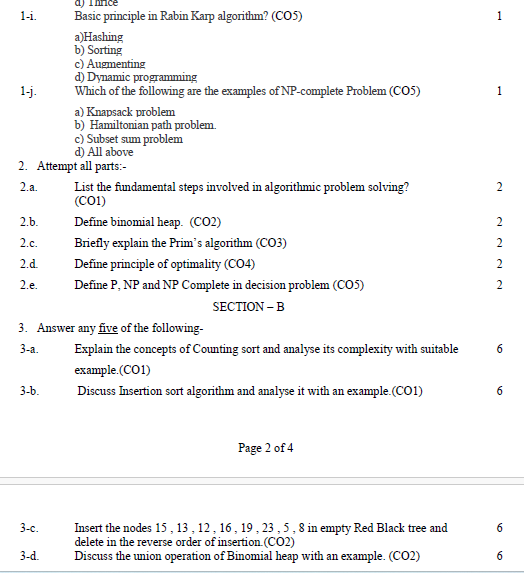 d) Thrice
1-i. Basic principle in Rabin Karp algorithm? (CO5) 1
a)Hashing
b) Sorting
c) Augmenting
d) Dynamic programming
1-j. Which of the following are the examples of NP-complete Problem (CO5) 1
a) Knapsack problem
b) Hamiltonian path problem.
c) Subset sum problem
d) All above
2. Attempt all parts:-
2.a. List the fundamental steps involved in algorithmic problem solving? 2
(CO1)
2.b. Define binomial heap. (CO2) 2
2.c. Briefly explain the Prim's algorithm (CO3) 2
2.d. Define principle of optimality (CO4) 2
2.e. Define P, NP and NP Complete in decision problem (CO5) 2
SECTION – B
3. Answer any five of the following-
3-a. Explain the concepts of Counting sort and analyse its complexity with suitable 6
example.(CO1)
3-b. Discuss Insertion sort algorithm and analyse it with an example.(CO1) 6
Page 2 of 4
3-c. Insert the nodes 15 , 13 , 12 , 16 , 19 , 23 , 5 , 8 in empty Red Black tree and 6
delete in the reverse order of insertion.(CO2)
3-d. Discuss the union operation of Binomial heap with an example. (CO2) 6